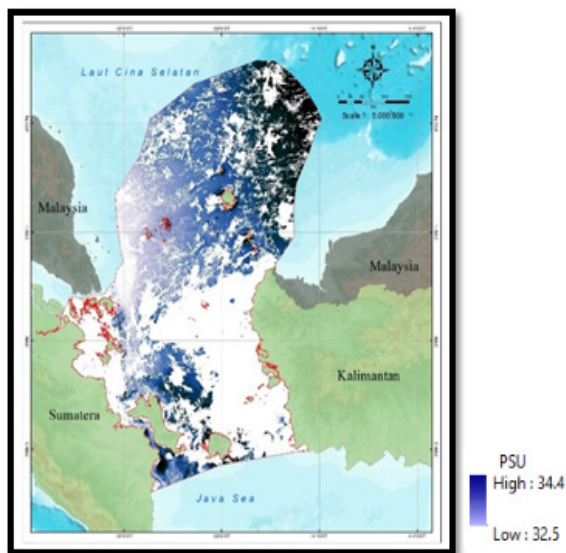 Laut Cina Selatan
N
Scale 1 : 5.000.000
Malaysia
Malaysia
Kalimantan
Sumatera
Java Sea
PSU
High : 34.4
Low : 32.5